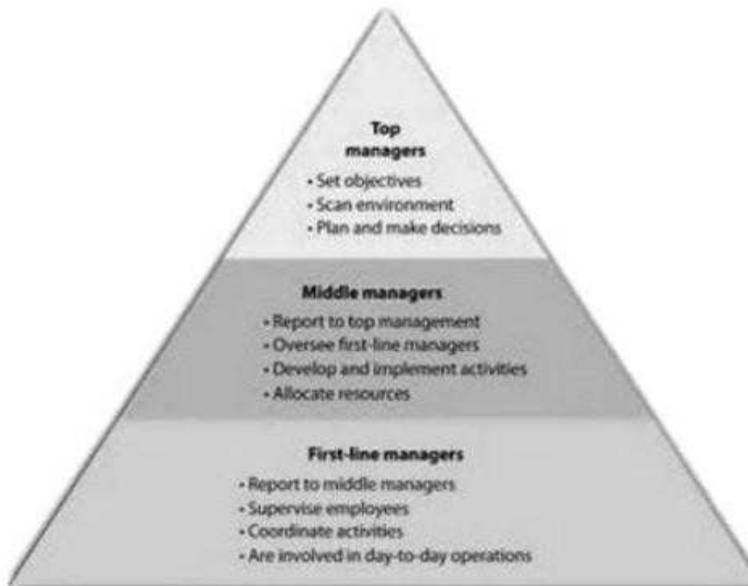 Top
managers
• Set objectives
• Scan environment
• Plan and make decisions
Middle managers
• Report to top management
• Oversee first-line managers
• Develop and implement activities
• Allocate resources
First-line managers
• Report to middle managers
• Supervise employees
• Coordinate activities
• Are involved in day-to-day operations